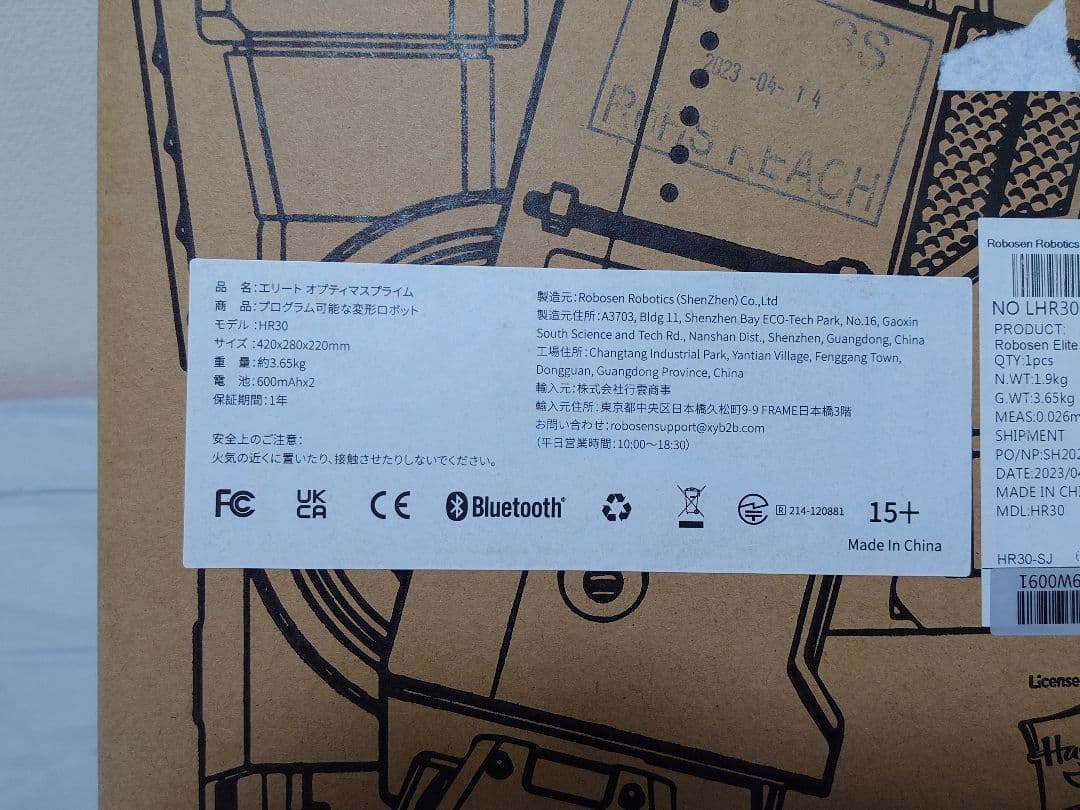 SS
2023-04-14
RoHS REACH
品 名:エリート オプティマスプライム
商 品:プログラム可能な変形ロボット
モデル:HR30
サイズ:420x280x220mm
重 量:約3.65kg
電 池:600mAhx2
保証期間:1年
安全上のご注意:
火気の近くに置いたり、接触させたりしないでください。
製造元:Robosen Robotics(ShenZhen)Co.,Ltd
製造元住所:A3703, Bldg 11, Shenzhen Bay ECO-Tech Park, No.16, Gaoxin
South Science and Tech Rd., Nanshan Dist., Shenzhen, Guangdong, China
工場住所:Changtang Industrial Park, Yantian Village, Fenggang Town,
Dongguan, Guangdong Province, China
輸入元:株式会社行雲商事
輸入元住所:東京都中央区日本橋久松町9-9 FRAME日本橋3階
お問い合わせ:robosensupport@xyb2b.com
(平日営業時間:10:00～18:30)
FC UK CA CE Bluetooth® R 214-120881 15+
Made In China
Robosen Robotics
NO LHR30
PRODUCT:
Robosen Elite
QTY:1pcs
N.WT:1.9kg
G.WT:3.65kg
MEAS:0.026m
SHIPMENT
PO/NP:SH202
DATE:2023/04
MADE IN CHI
MDL:HR30
HR30-SJ
1600W9
License
Ha